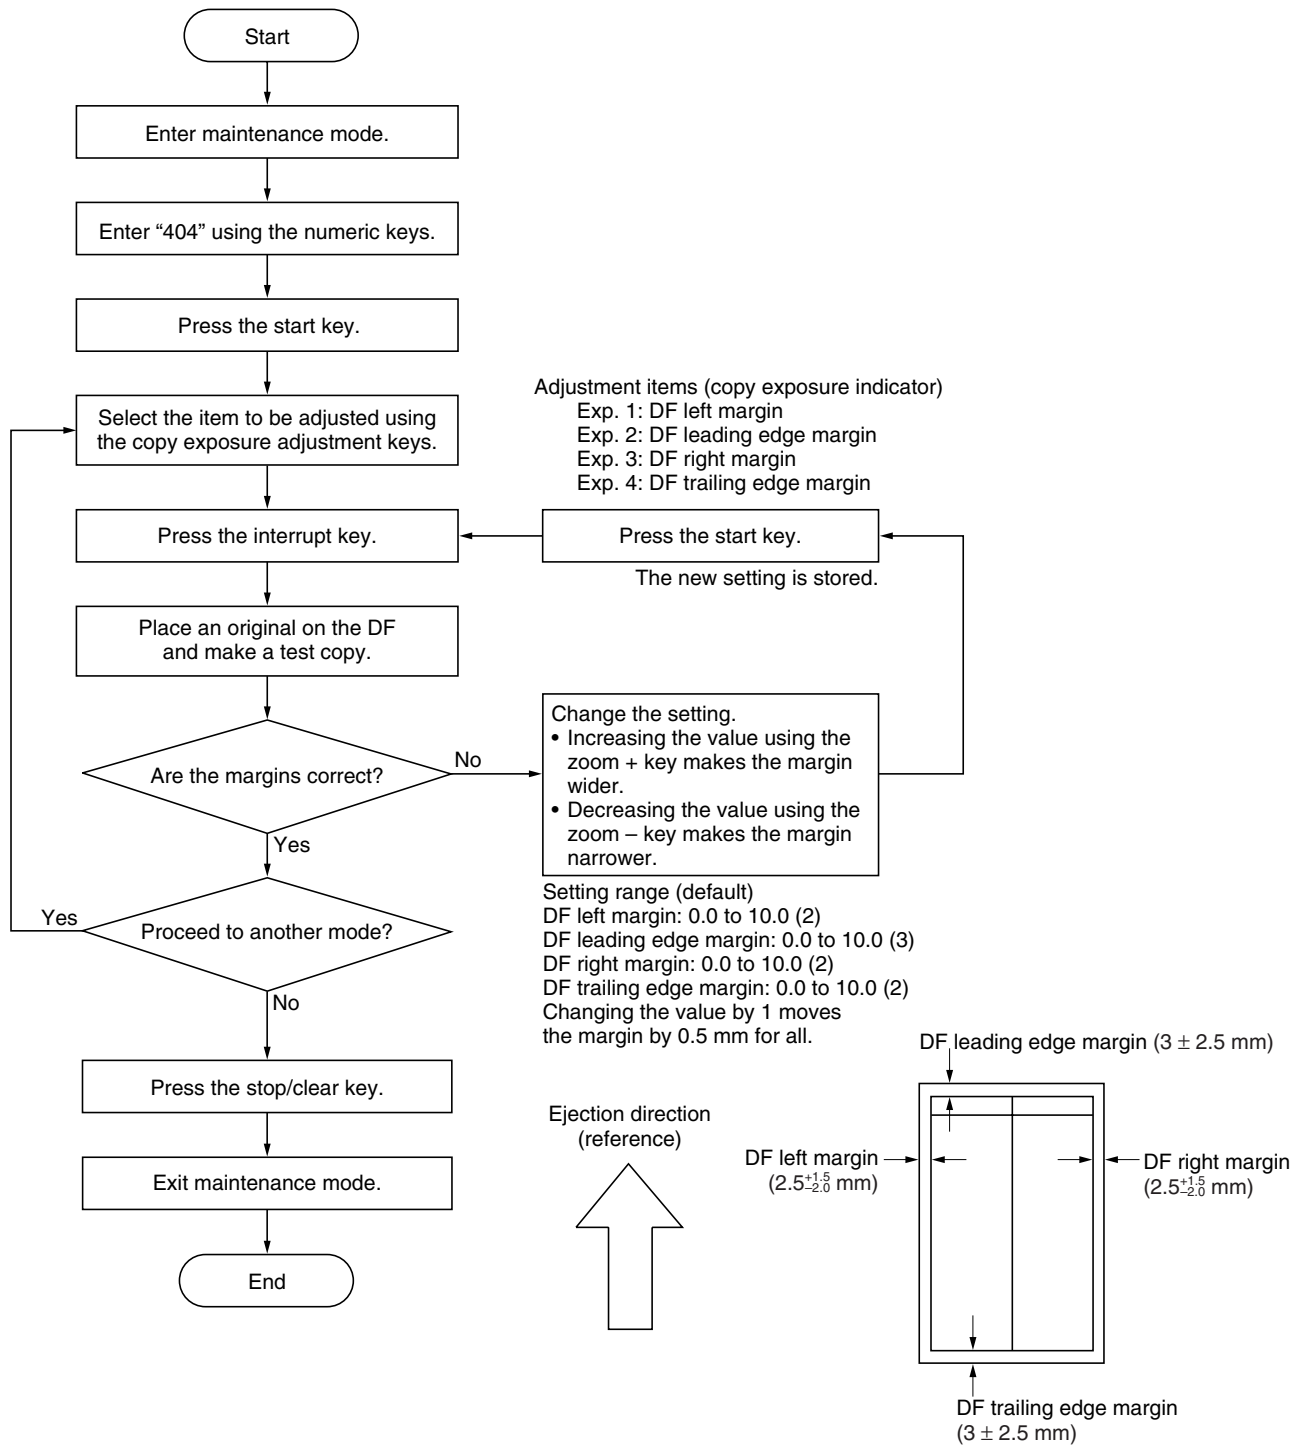 Start
Enter maintenance mode.
Enter “404” using the numeric keys.
Press the start key.
Select the item to be adjusted using
the copy exposure adjustment keys.
Adjustment items (copy exposure indicator)
Exp. 1: DF left margin
Exp. 2: DF leading edge margin
Exp. 3: DF right margin
Exp. 4: DF trailing edge margin
Press the interrupt key.
Press the start key.
The new setting is stored.
Place an original on the DF
and make a test copy.
Are the margins correct?
No
Yes
Change the setting.
• Increasing the value using the
zoom + key makes the margin
wider.
• Decreasing the value using the
zoom – key makes the margin
narrower.
Setting range (default)
DF left margin: 0.0 to 10.0 (2)
DF leading edge margin: 0.0 to 10.0 (3)
DF right margin: 0.0 to 10.0 (2)
DF trailing edge margin: 0.0 to 10.0 (2)
Changing the value by 1 moves
the margin by 0.5 mm for all.
Yes
Proceed to another mode?
No
Press the stop/clear key.
Exit maintenance mode.
End
Ejection direction
(reference)
DF leading edge margin (3 ± 2.5 mm)
DF left margin
(2.5+1.5–2.0 mm)
DF right margin
(2.5+1.5–2.0 mm)
DF trailing edge margin
(3 ± 2.5 mm)